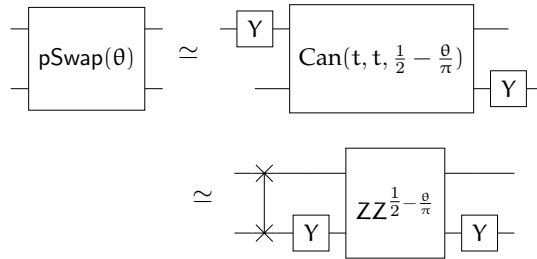 pSwap(θ) ≃ Y Can(t, t, 1/2 − θ/π) Y
≃ Y ZZ^{1/2 − θ/π} Y